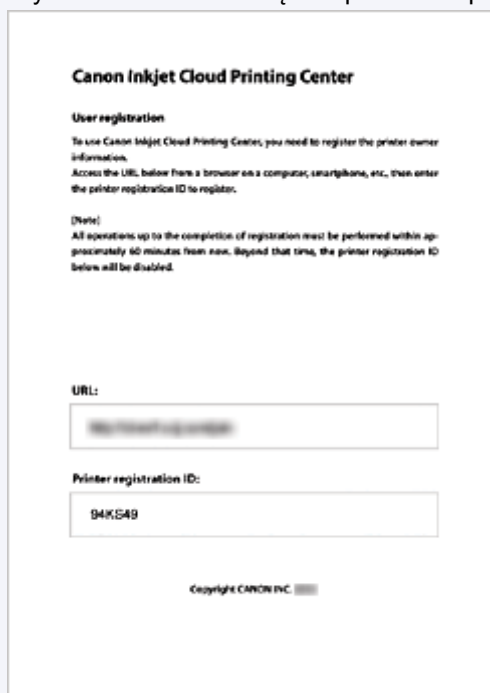 Canon Inkjet Cloud Printing Center
User registration
To use Canon Inkjet Cloud Printing Center, you need to register the printer owner
information.
Access the URL below from a browser on a computer, smartphone, etc., then enter
the printer registration ID to register.
[Note]
All operations up to the completion of registration must be performed within ap-
proximately 60 minutes from now. Beyond that time, the printer registration ID
below will be disabled.
URL:
Printer registration ID:
94KS49
Copyright CANON INC.